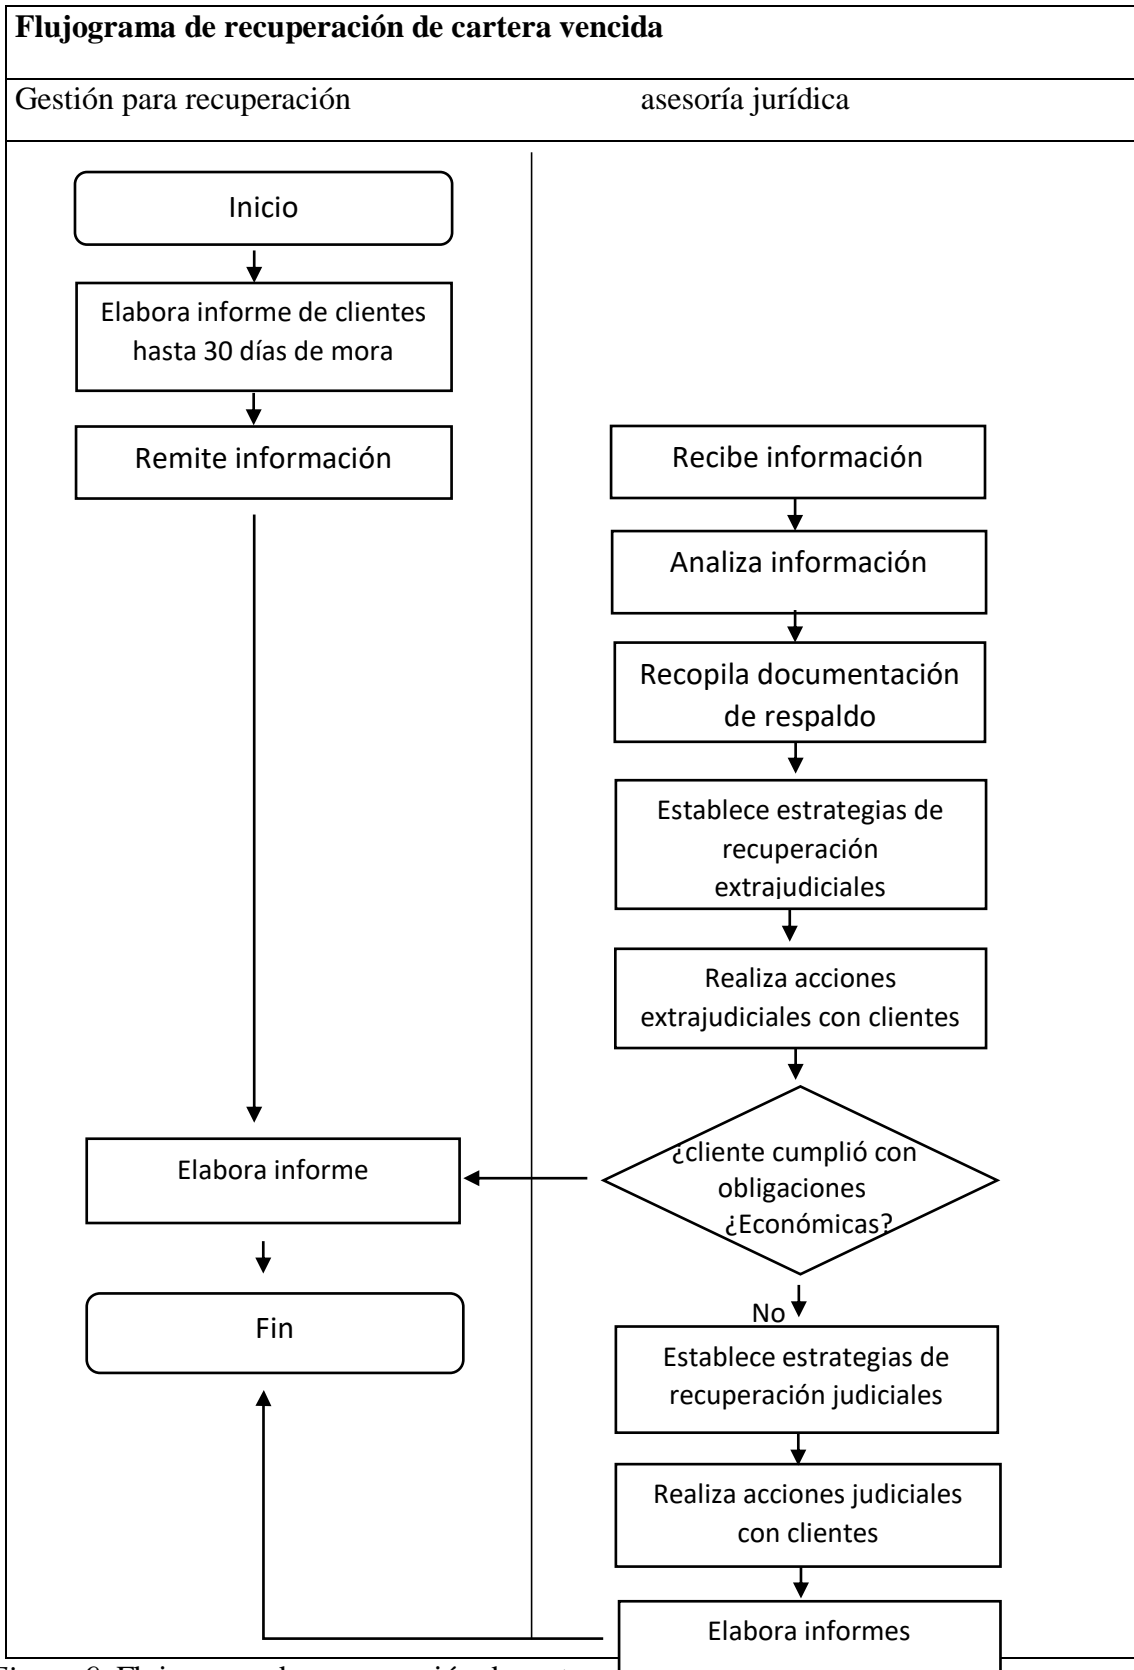 Flujograma de recuperación de cartera vencida
Gestión para recuperación asesoría jurídica
Inicio
Elabora informe de clientes
hasta 30 días de mora
Remite información
Recibe información
Analiza información
Recopila documentación
de respaldo
Establece estrategias de
recuperación
extrajudiciales
Realiza acciones
extrajudiciales con clientes
¿cliente cumplió con
obligaciones
¿Económicas?
Elabora informe
Fin
No
Establece estrategias de
recuperación judiciales
Realiza acciones judiciales
con clientes
Elabora informes